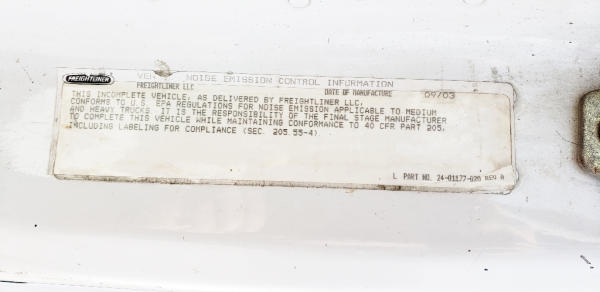 FREIGHTLINER
NOISE EMISSION CONTROL INFORMATION
FREIGHTLINER LLC
DATE OF MANUFACTURE 09/03
THIS INCOMPLETE VEHICLE, AS DELIVERED BY FREIGHTLINER LLC,
CONFORMS TO U.S. EPA REGULATIONS FOR NOISE EMISSION APPLICABLE TO MEDIUM
AND HEAVY TRUCKS. IT IS THE RESPONSIBILITY OF THE FINAL STAGE MANUFACTURER
TO COMPLETE THIS VEHICLE WHILE MAINTAINING CONFORMANCE TO 40 CFR PART 205,
INCLUDING LABELING FOR COMPLIANCE (SEC. 205.55-4).
L PART NO. 24-01177-020 REV A